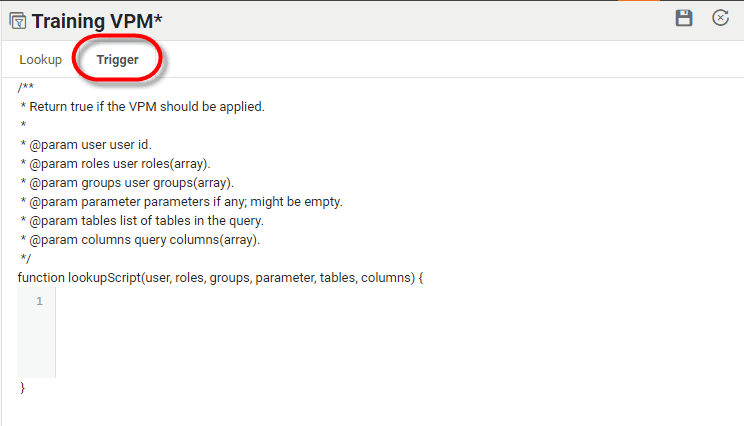 Training VPM*
Lookup
Trigger
/**
* Return true if the VPM should be applied.
*
* @param user user id.
* @param roles user roles(array).
* @param groups user groups(array).
* @param parameter parameters if any; might be empty.
* @param tables list of tables in the query.
* @param columns query columns(array).
*/
function lookupScript(user, roles, groups, parameter, tables, columns) {
1
}